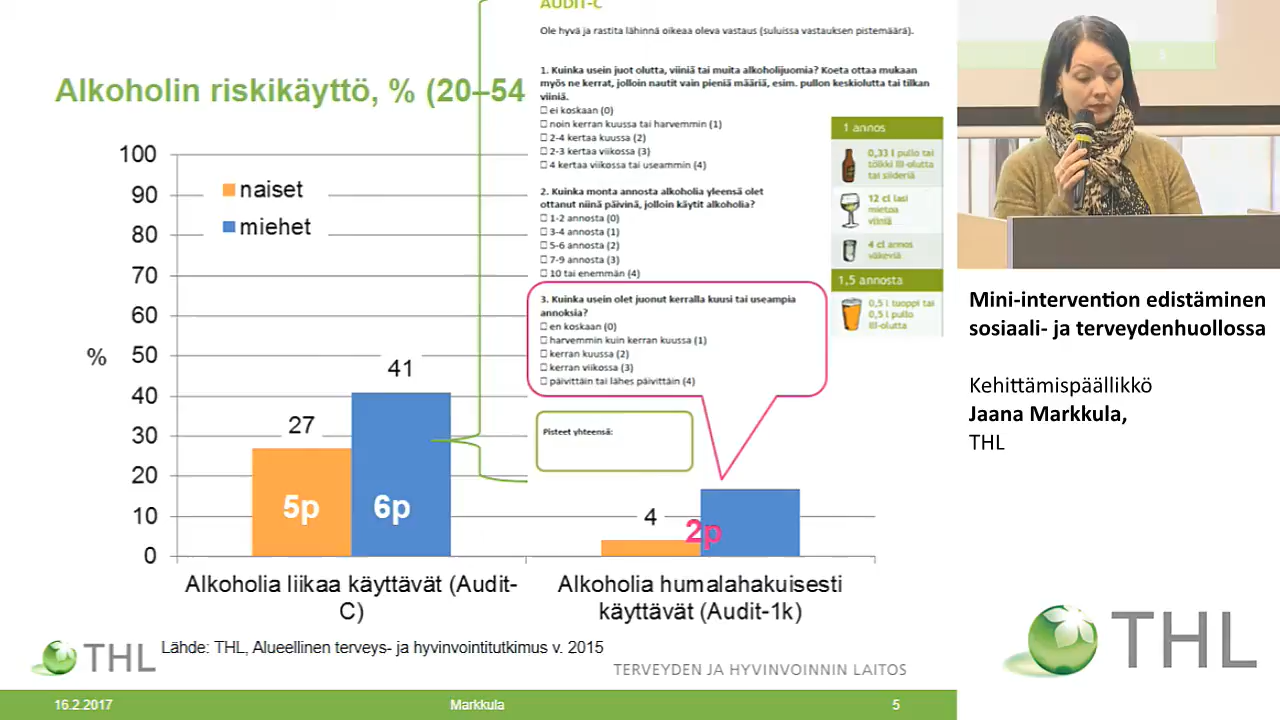 AUDIT-C
Ole hyvä ja rastita lähinnä oikeaa oleva vastaus (suluissa vastauksen pistemäärä).
Alkoholin riskikäyttö, % (20–54
1. Kuinka usein juot olutta, viiniä tai muita alkoholijuomia? Koeta ottaa mukaan
myös ne kerrat, jolloin nautit vain pieniä määriä, esim. pullon keskiolutta tai tilkan
viiniä.
☐ ei koskaan (0)
☐ noin kerran kuussa tai harvemmin (1)
☐ 2-4 kertaa kuussa (2)
☐ 2-3 kertaa viikossa (3)
☐ 4 kertaa viikossa tai useammin (4)
2. Kuinka monta annosta alkoholia yleensä olet
ottanut niinä päivinä, jolloin käytit alkoholia?
☐ 1-2 annosta (0)
☐ 3-4 annosta (1)
☐ 5-6 annosta (2)
☐ 7-9 annosta (3)
☐ 10 tai enemmän (4)
3. Kuinka usein olet juonut kerralla kuusi tai useampia
annoksia?
☐ en koskaan (0)
☐ harvemmin kuin kerran kuussa (1)
☐ kerran kuussa (2)
☐ kerran viikossa (3)
☐ päivittäin tai lähes päivittäin (4)
Pisteet yhteensä:
1 annos
0,33 l pullo tai
tölkki III-olutta
tai siideriä
12 cl lasi
mietoa
viiniä
4 cl annos
väkeviä
1,5 annosta
0,5 l tuoppi tai
0,5 l pullo
III-olutta
100
90
80
70
60
50
40
30
20
10
0
%
naiset
miehet
27
41
5p
6p
4
2p
Alkoholia liikaa käyttävät (Audit-
C)
Alkoholia humalahakuisesti
käyttävät (Audit-1k)
THL
Lähde: THL, Alueellinen terveys- ja hyvinvointitutkimus v. 2015
TERVEYDEN JA HYVINVOINNIN LAITOS
16.2.2017
Markkula
5
Mini-intervention edistäminen
sosiaali- ja terveydenhuollossa
Kehittämispäällikkö
Jaana Markkula,
THL
THL